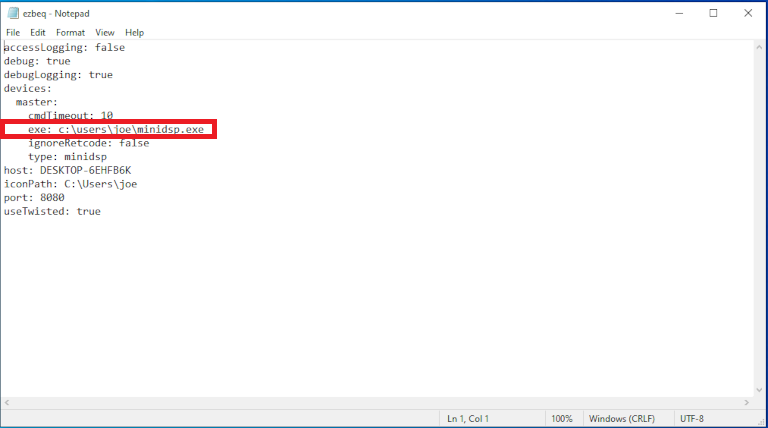 ezbeq - Notepad
File Edit Format View Help
accessLogging: false
debug: true
debugLogging: true
devices:
  master:
    cmdTimeout: 10
    exe: c:\users\joe\minidsp.exe
    ignoreRetcode: false
    type: minidsp
host: DESKTOP-6EHFB6K
iconPath: C:\Users\joe
port: 8080
useTwisted: true
Ln 1, Col 1 100% Windows (CRLF) UTF-8